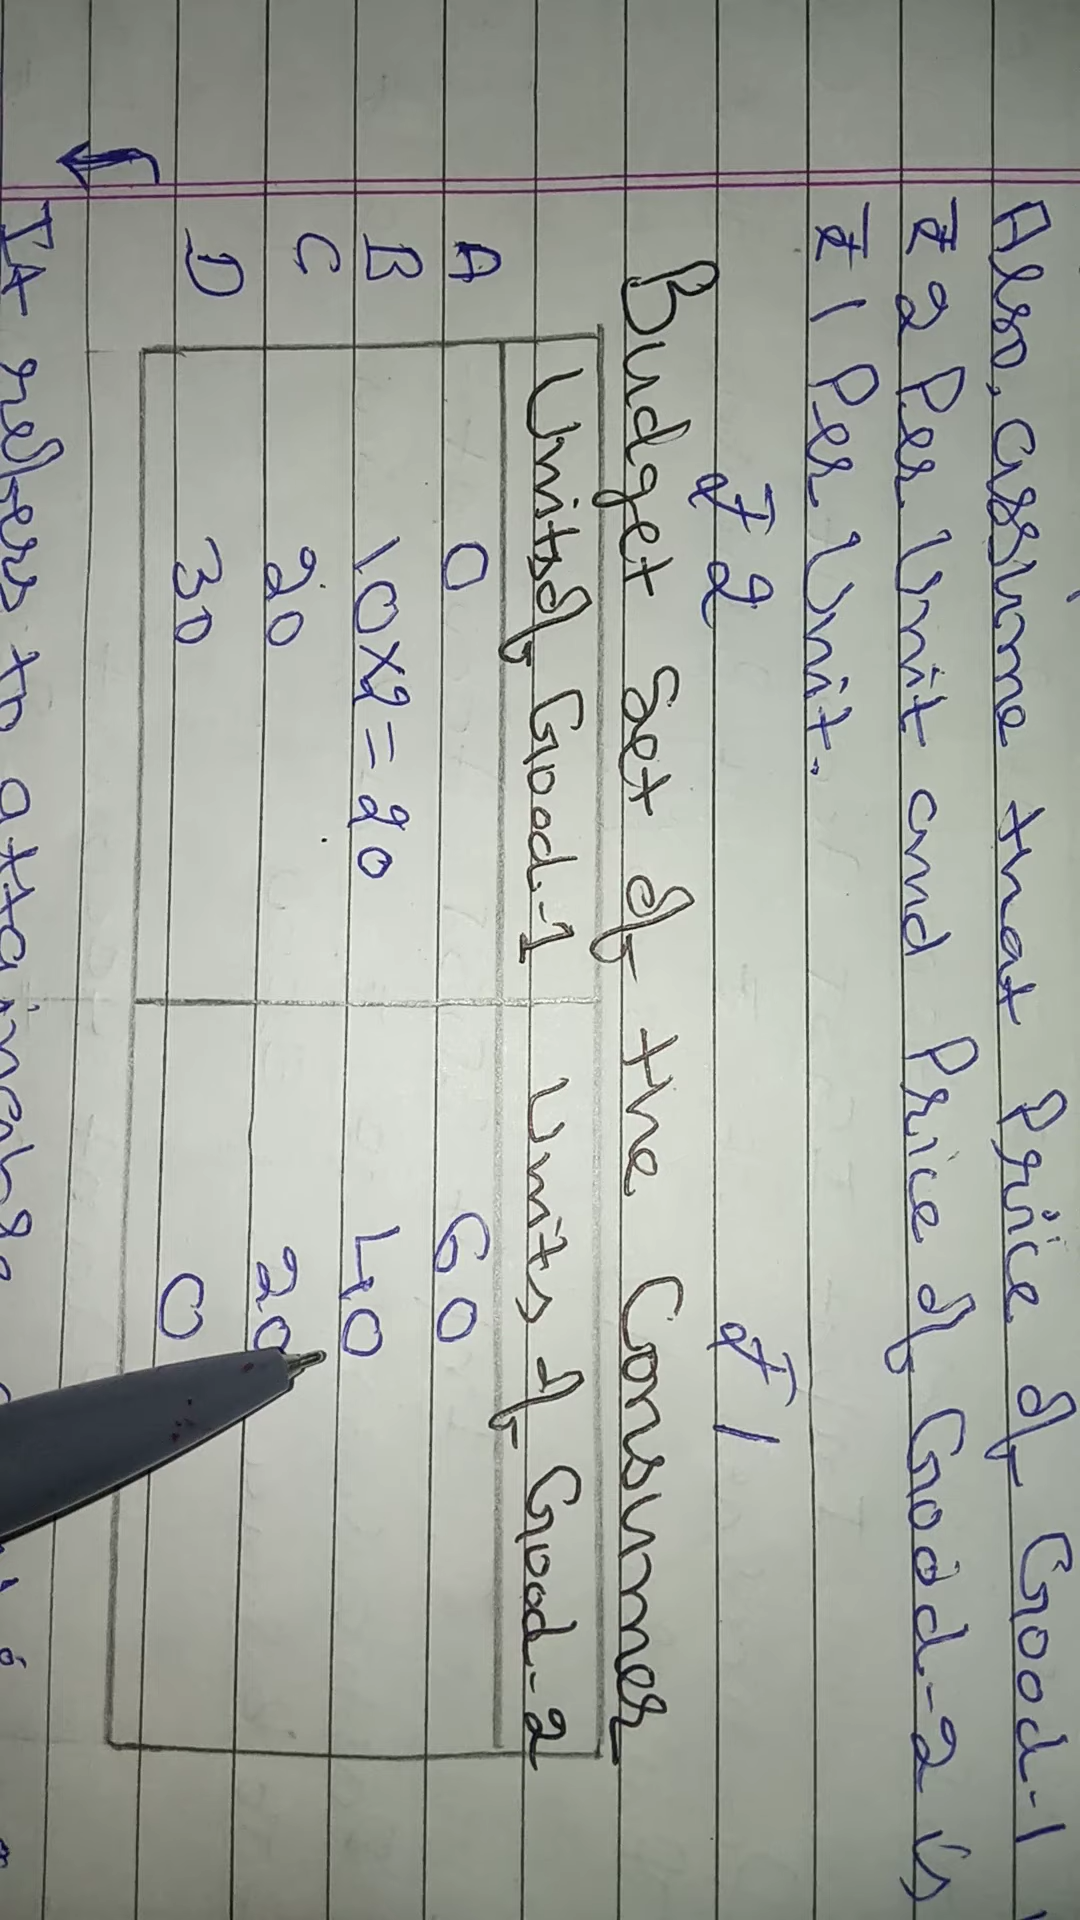 Also, assume that Price of Good-1
₹ 2 Per Unit and Price of Good-2 is
₹ 1 Per Unit.
₹ 2 ₹ 1
Budget Set of the Consumer
Units of Good-1 Units of Good-2
A 0 60
B 10×2=20 40
C 20 20
D 30 0
It refers to attainable